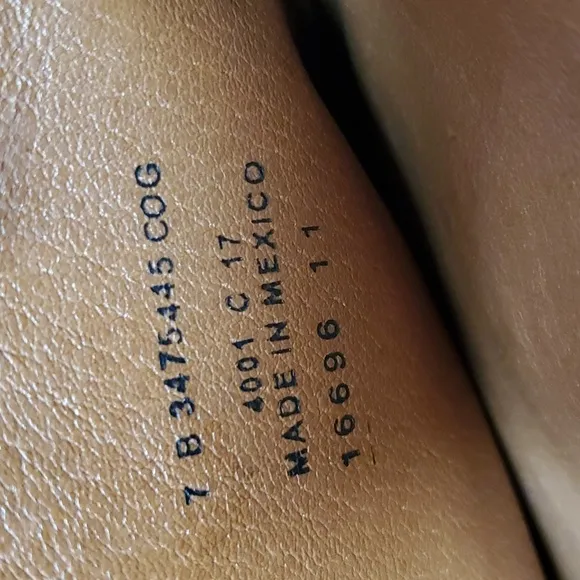 7 B 3475445 COG
4001 C 17
MADE IN MEXICO
16696 11